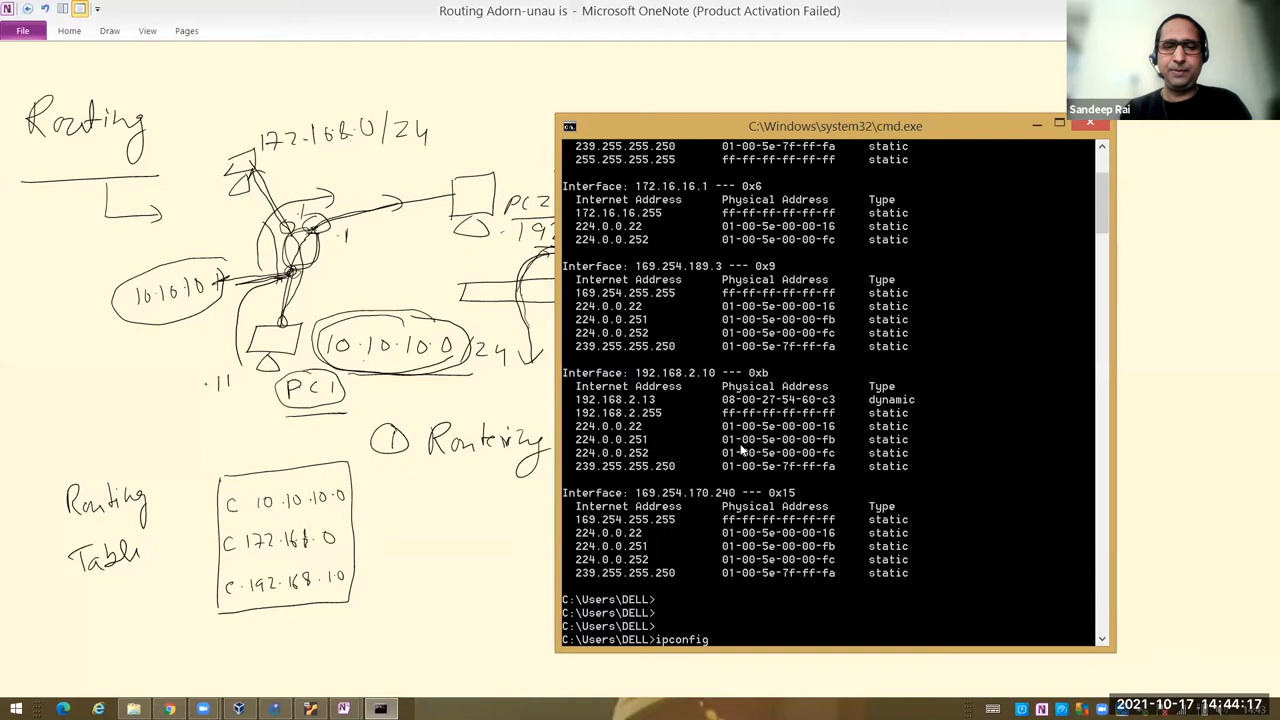 Routing Adorn-unau is - Microsoft OneNote (Product Activation Failed)
File Home Draw View Pages
Sandeep Rai
Routing
172.168.0/24
PC2
.1
.1
.192
10.10.10
10.10.10.0/24
.11
PC1
① Routering
Routing
Table
C 10.10.10.0
C 172.168.0
C.192.168.1.0
C:\Windows\system32\cmd.exe
239.255.255.250 01-00-5e-7f-ff-fa static
255.255.255.255 ff-ff-ff-ff-ff-ff static
Interface: 172.16.16.1 --- 0x6
Internet Address Physical Address Type
172.16.16.255 ff-ff-ff-ff-ff-ff static
224.0.0.22 01-00-5e-00-00-16 static
224.0.0.252 01-00-5e-00-00-fc static
Interface: 169.254.189.3 --- 0x9
Internet Address Physical Address Type
169.254.255.255 ff-ff-ff-ff-ff-ff static
224.0.0.22 01-00-5e-00-00-16 static
224.0.0.251 01-00-5e-00-00-fb static
224.0.0.252 01-00-5e-00-00-fc static
239.255.255.250 01-00-5e-7f-ff-fa static
Interface: 192.168.2.10 --- 0xb
Internet Address Physical Address Type
192.168.2.13 08-00-27-54-60-c3 dynamic
192.168.2.255 ff-ff-ff-ff-ff-ff static
224.0.0.22 01-00-5e-00-00-16 static
224.0.0.251 01-00-5e-00-00-fb static
224.0.0.252 01-00-5e-00-00-fc static
239.255.255.250 01-00-5e-7f-ff-fa static
Interface: 169.254.170.240 --- 0x15
Internet Address Physical Address Type
169.254.255.255 ff-ff-ff-ff-ff-ff static
224.0.0.22 01-00-5e-00-00-16 static
224.0.0.251 01-00-5e-00-00-fb static
224.0.0.252 01-00-5e-00-00-fc static
239.255.255.250 01-00-5e-7f-ff-fa static
C:\Users\DELL>
C:\Users\DELL>
C:\Users\DELL>
C:\Users\DELL>ipconfig
2021-10-17 14:44:17